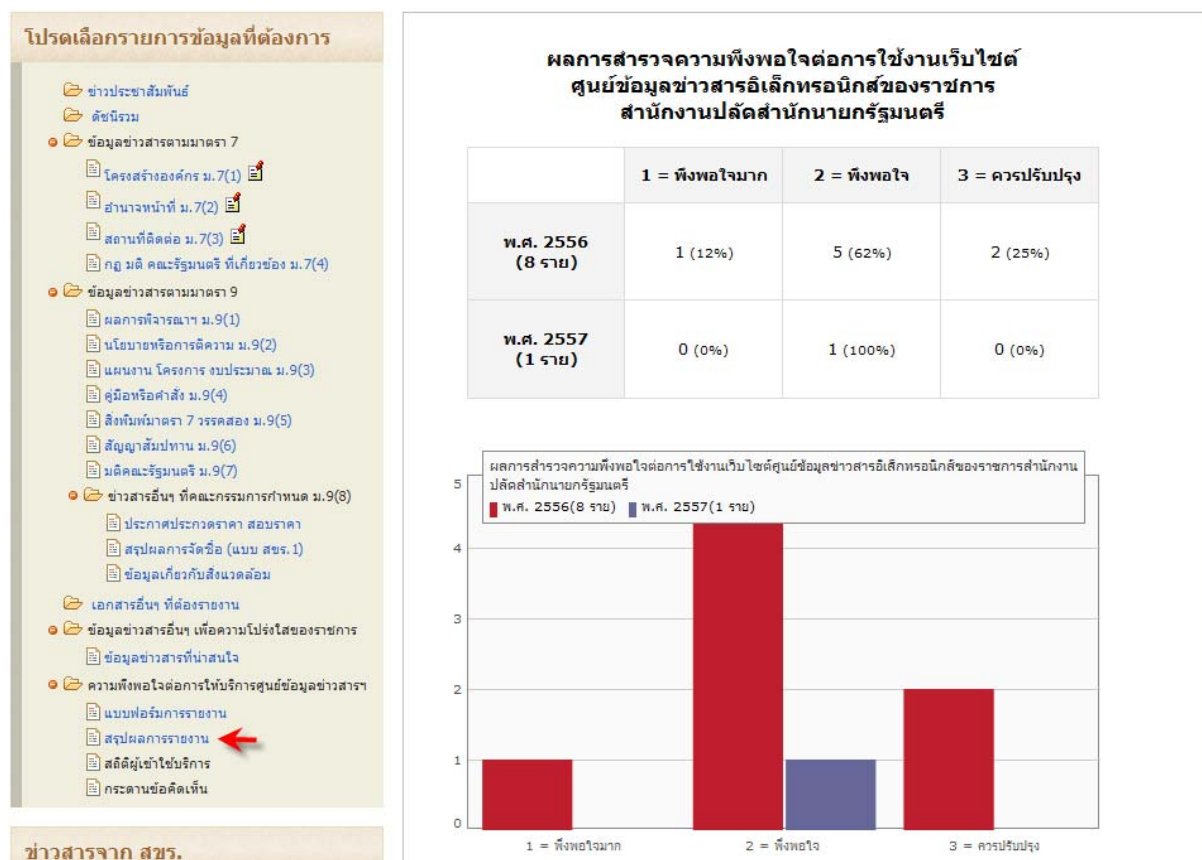 โปรดเลือกรายการข้อมูลที่ต้องการ
ข่าวประชาสัมพันธ์
ดัชนีรวม
ข้อมูลข่าวสารตามมาตรา 7
โครงสร้างองค์กร ม.7(1)
อำนาจหน้าที่ ม.7(2)
สถานที่ติดต่อ ม.7(3)
กฎ มติ คณะรัฐมนตรี ที่เกี่ยวข้อง ม.7(4)
ข้อมูลข่าวสารตามมาตรา 9
ผลการพิจารณาฯ ม.9(1)
นโยบายหรือการตีความ ม.9(2)
แผนงาน โครงการ งบประมาณ ม.9(3)
คู่มือหรือคำสั่ง ม.9(4)
สิ่งพิมพ์มาตรา 7 วรรคสอง ม.9(5)
สัญญาสัมปทาน ม.9(6)
มติคณะรัฐมนตรี ม.9(7)
ข่าวสารอื่นๆ ที่คณะกรรมการกำหนด ม.9(8)
ประกาศประกวดราคา สอบราคา
สรุปผลการจัดซื้อ (แบบ สขร.1)
ข้อมูลเกี่ยวกับสิ่งแวดล้อม
เอกสารอื่นๆ ที่ต้องรายงาน
ข้อมูลข่าวสารอื่นๆ เพื่อความโปร่งใสของราชการ
ข้อมูลข่าวสารที่น่าสนใจ
ความพึงพอใจต่อการให้บริการศูนย์ข้อมูลข่าวสารฯ
แบบฟอร์มการรายงาน
สรุปผลการรายงาน
สถิติผู้เข้าใช้บริการ
กระดานข้อคิดเห็น
ข่าวสารจาก สขร.
ผลการสำรวจความพึงพอใจต่อการใช้งานเว็บไซต์
ศูนย์ข้อมูลข่าวสารอิเล็กทรอนิกส์ของราชการ
สำนักงานปลัดสำนักนายกรัฐมนตรี
1 = พึงพอใจมาก 2 = พึงพอใจ 3 = ควรปรับปรุง
พ.ศ. 2556
(8 ราย) 1 (12%) 5 (62%) 2 (25%)
พ.ศ. 2557
(1 ราย) 0 (0%) 1 (100%) 0 (0%)
ผลการสำรวจความพึงพอใจต่อการใช้งานเว็บไซต์ศูนย์ข้อมูลข่าวสารอิเล็กทรอนิกส์ของราชการสำนักงาน
ปลัดสำนักนายกรัฐมนตรี
พ.ศ. 2556(8 ราย) พ.ศ. 2557(1 ราย)
5
4
3
2
1
0
1 = พึงพอใจมาก 2 = พึงพอใจ 3 = ควรปรับปรุง